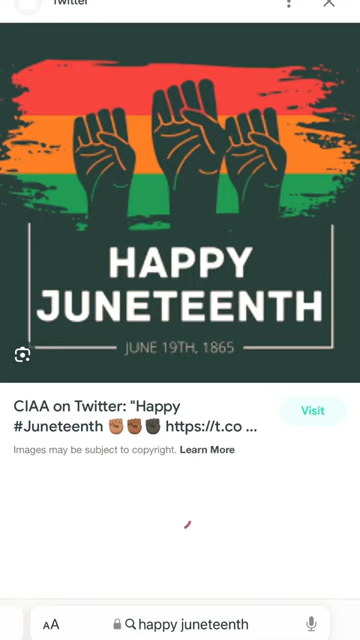 Twitter
HAPPY
JUNETEENTH
JUNE 19TH, 1865
CIAA on Twitter: "Happy
#Juneteenth ✊🏽✊🏾✊🏿 https://t.co ...
Visit
Images may be subject to copyright. Learn More
AA
happy juneteenth